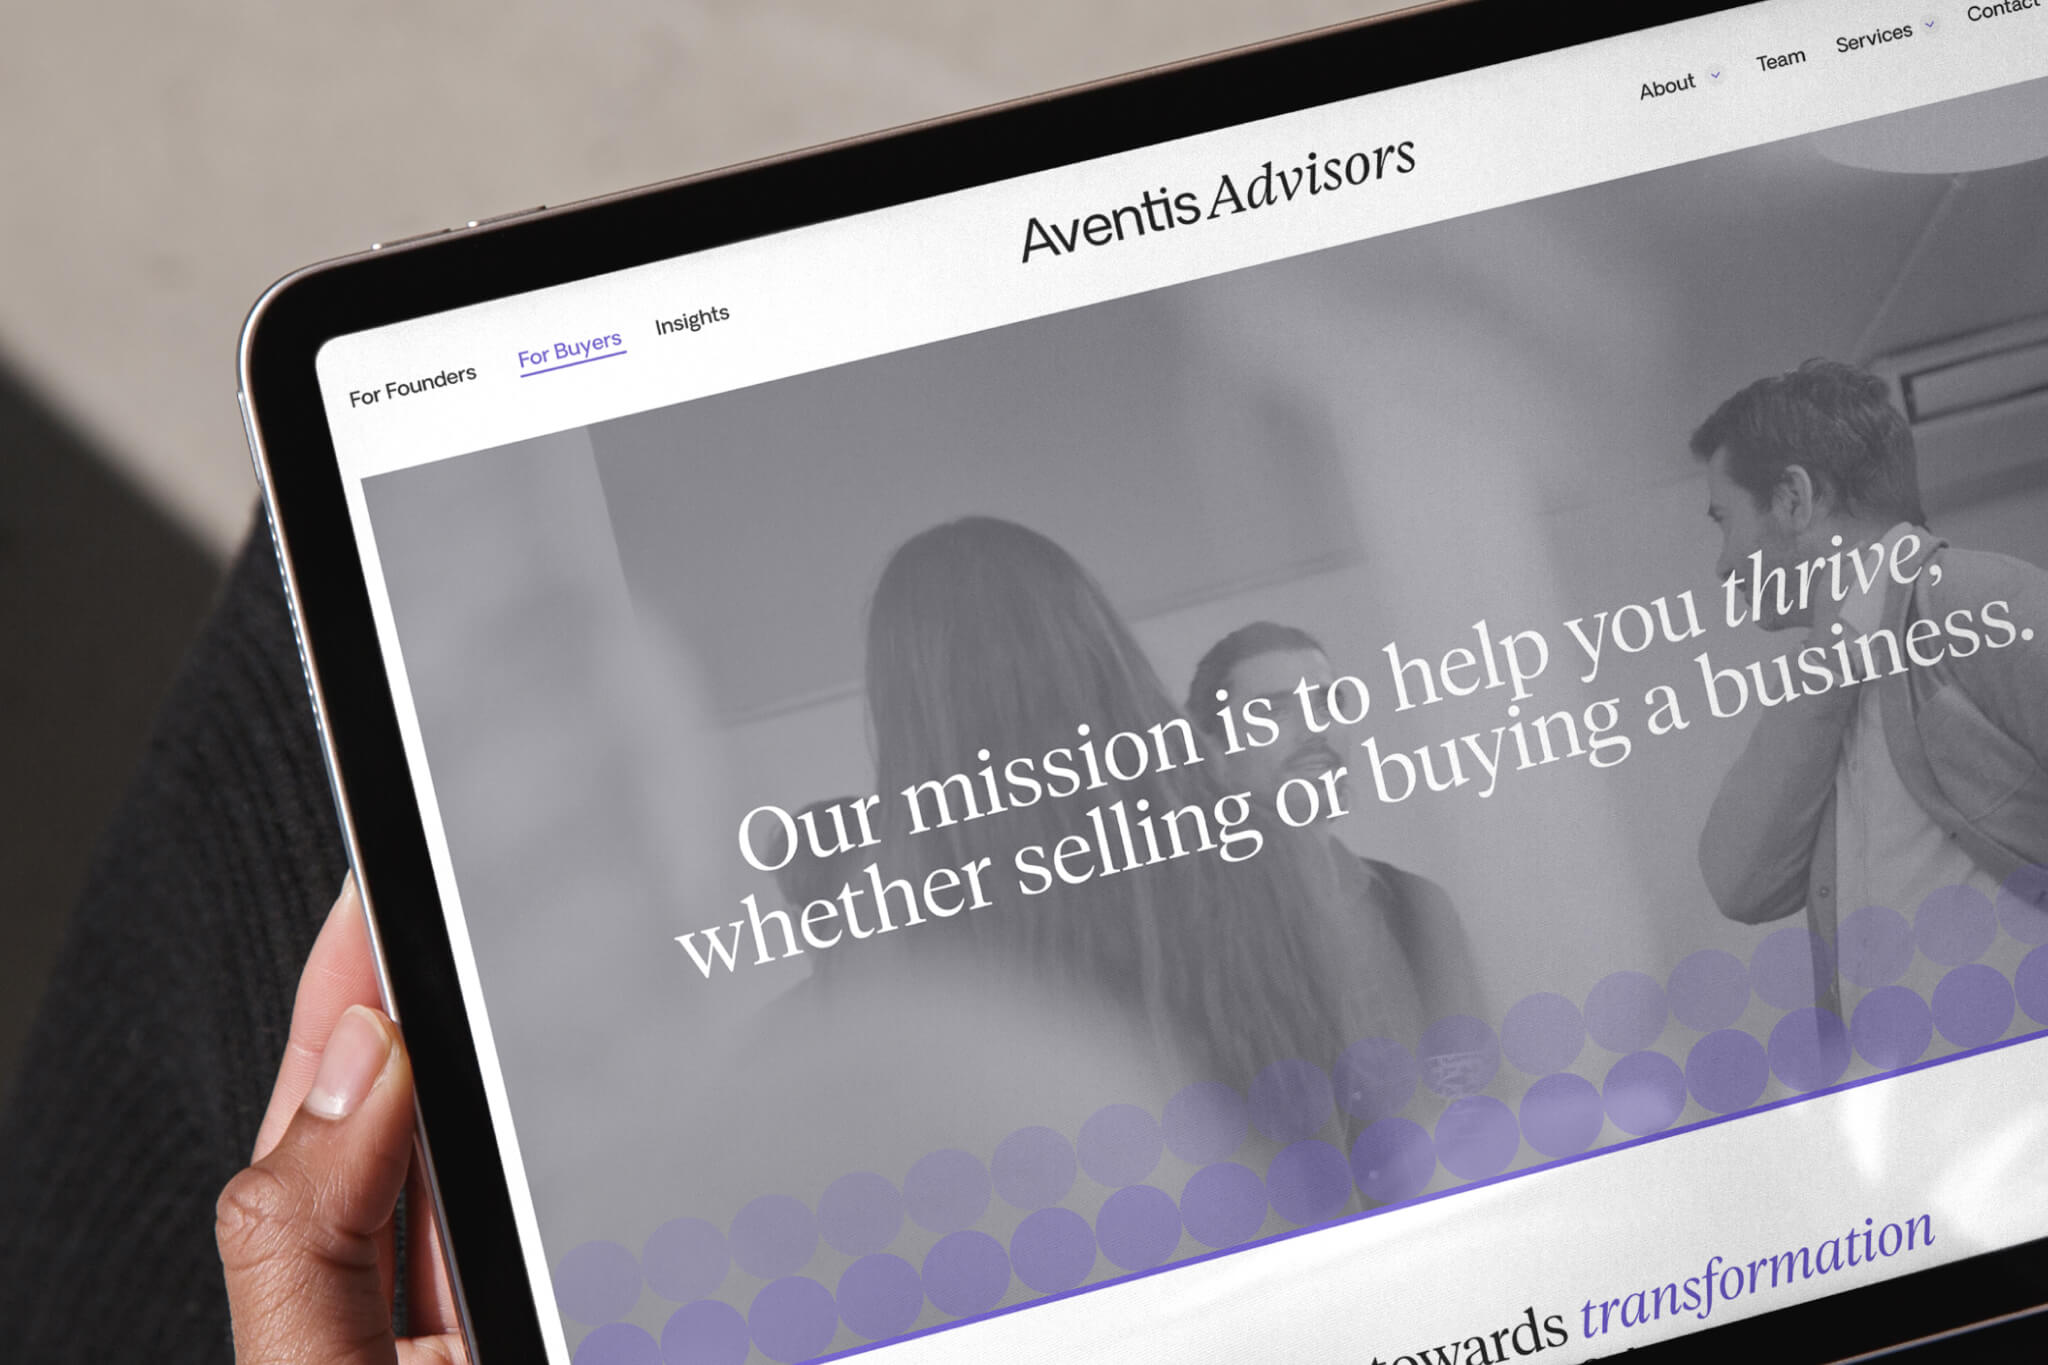 For Founders
For Buyers
Insights
Aventis Advisors
About
Team
Services
Contact
Our mission is to help you thrive,
whether selling or buying a business.
towards transformation